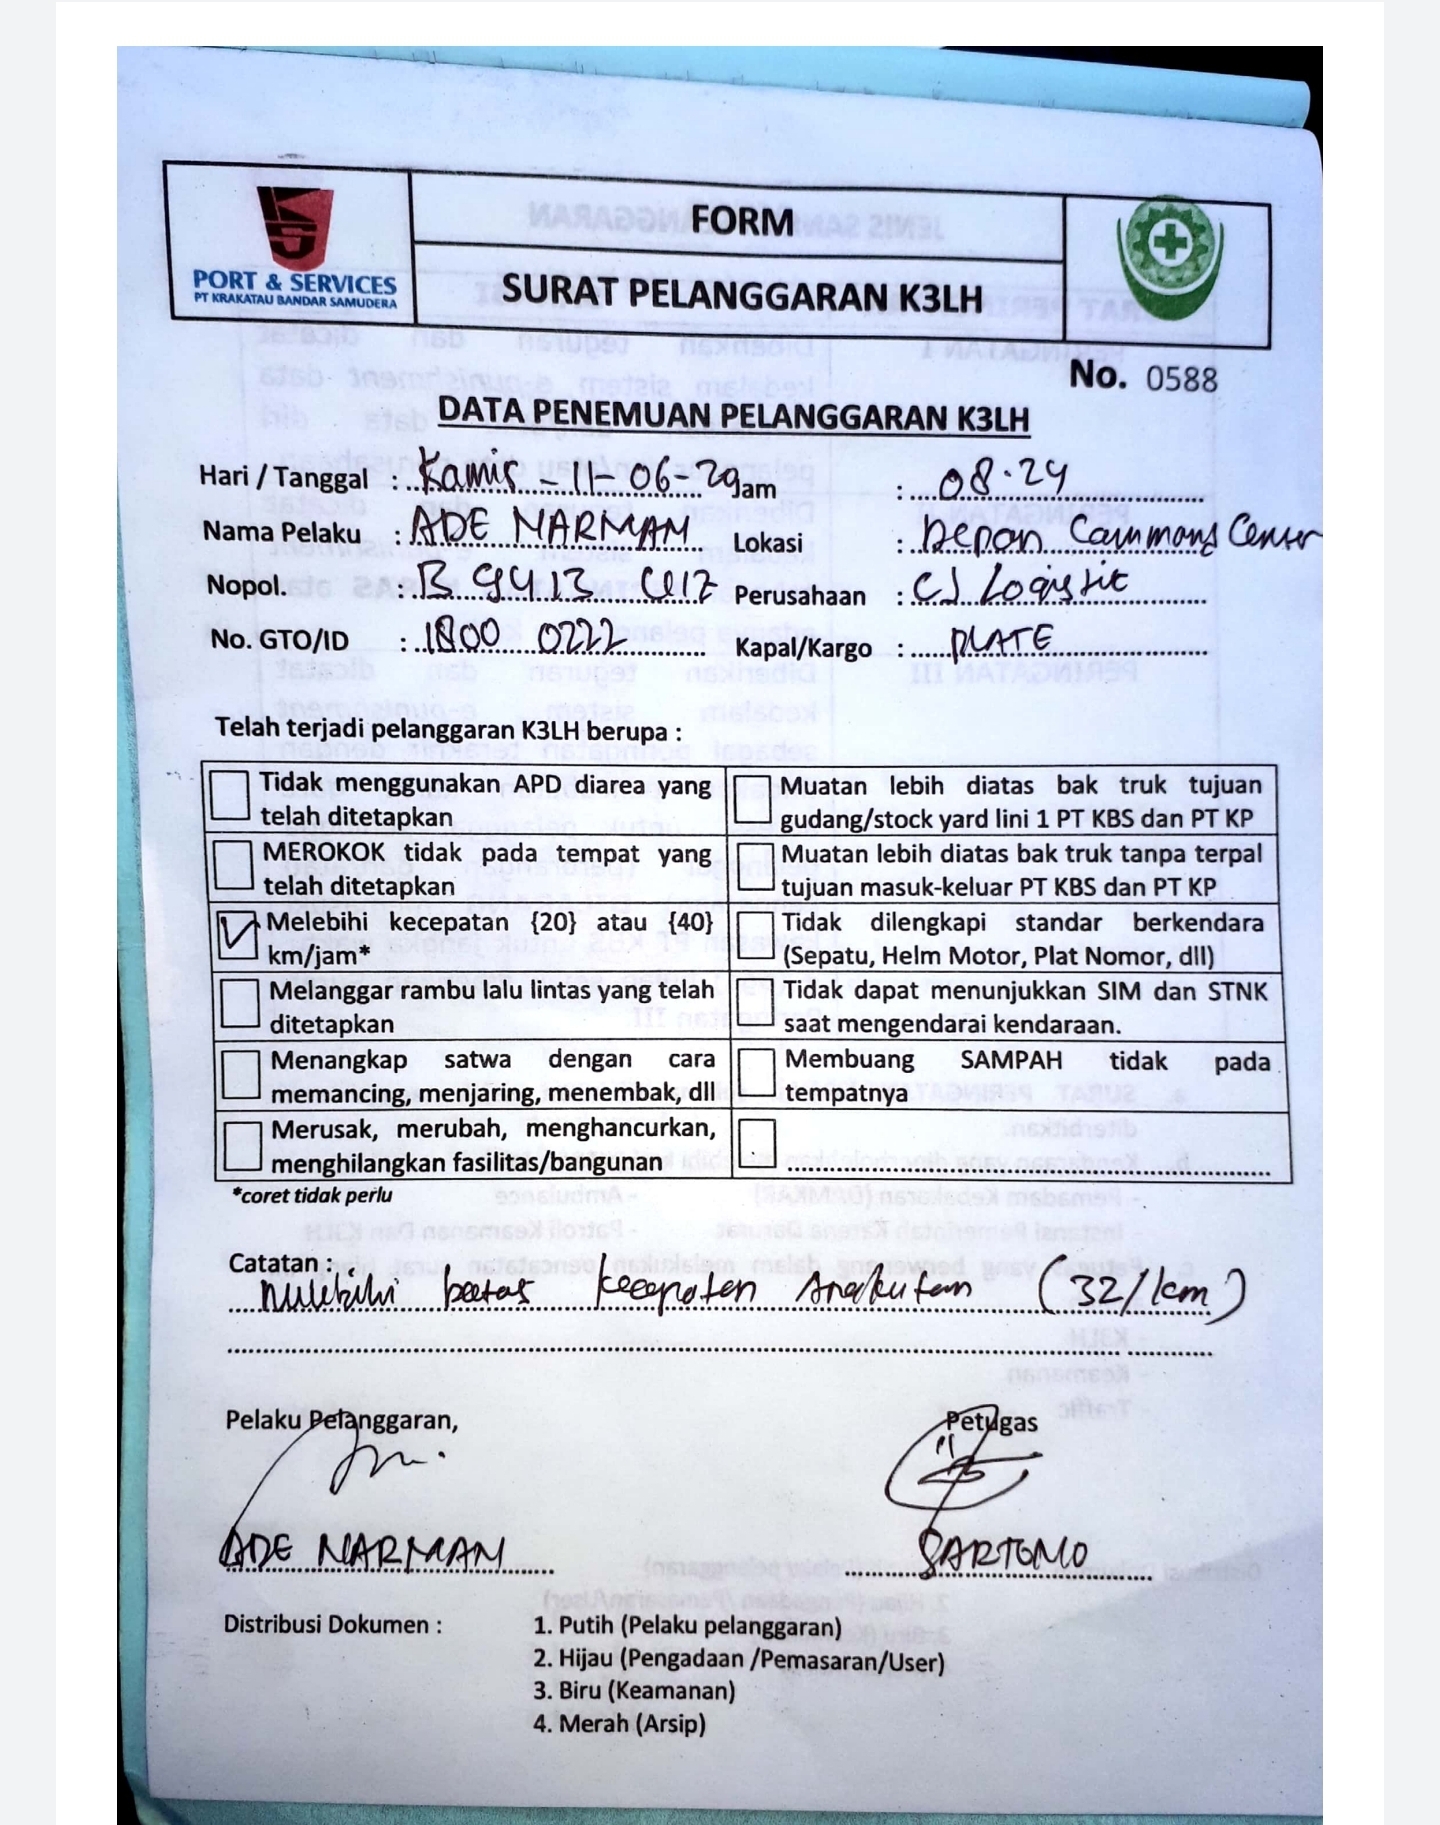 PORT & SERVICES
PT KRAKATAU BANDAR SAMUDERA
FORM
SURAT PELANGGARAN K3LH
No. 0588
DATA PENEMUAN PELANGGARAN K3LH
Hari / Tanggal : Kamis - 11 - 06 - Jam : 08.24
Nama Pelaku : ADE NARMAN Lokasi : Depan Command Center
Nopol. : B 9413 Perusahaan : CJ Logistic
No. GTO/ID : 1800 0222 Kapal/Kargo : PLATE
Telah terjadi pelanggaran K3LH berupa :
Tidak menggunakan APD diarea yang
telah ditetapkan
Muatan lebih diatas bak truk tujuan
gudang/stock yard lini 1 PT KBS dan PT KP
MEROKOK tidak pada tempat yang
telah ditetapkan
Muatan lebih diatas bak truk tanpa terpal
tujuan masuk-keluar PT KBS dan PT KP
Melebihi kecepatan {20} atau {40}
km/jam*
Tidak dilengkapi standar berkendara
(Sepatu, Helm Motor, Plat Nomor, dll)
Melanggar rambu lalu lintas yang telah
ditetapkan
Tidak dapat menunjukkan SIM dan STNK
saat mengendarai kendaraan.
Menangkap satwa dengan cara
memancing, menjaring, menembak, dll
Membuang SAMPAH tidak pada
tempatnya
Merusak, merubah, menghancurkan,
menghilangkan fasilitas/bangunan
*coret tidak perlu
Catatan :
batas kecepatan Angkutan (32/km)
Pelaku Pelanggaran, Petugas
ADE NARMAN SARTONO
Distribusi Dokumen : 1. Putih (Pelaku pelanggaran)
2. Hijau (Pengadaan /Pemasaran/User)
3. Biru (Keamanan)
4. Merah (Arsip)